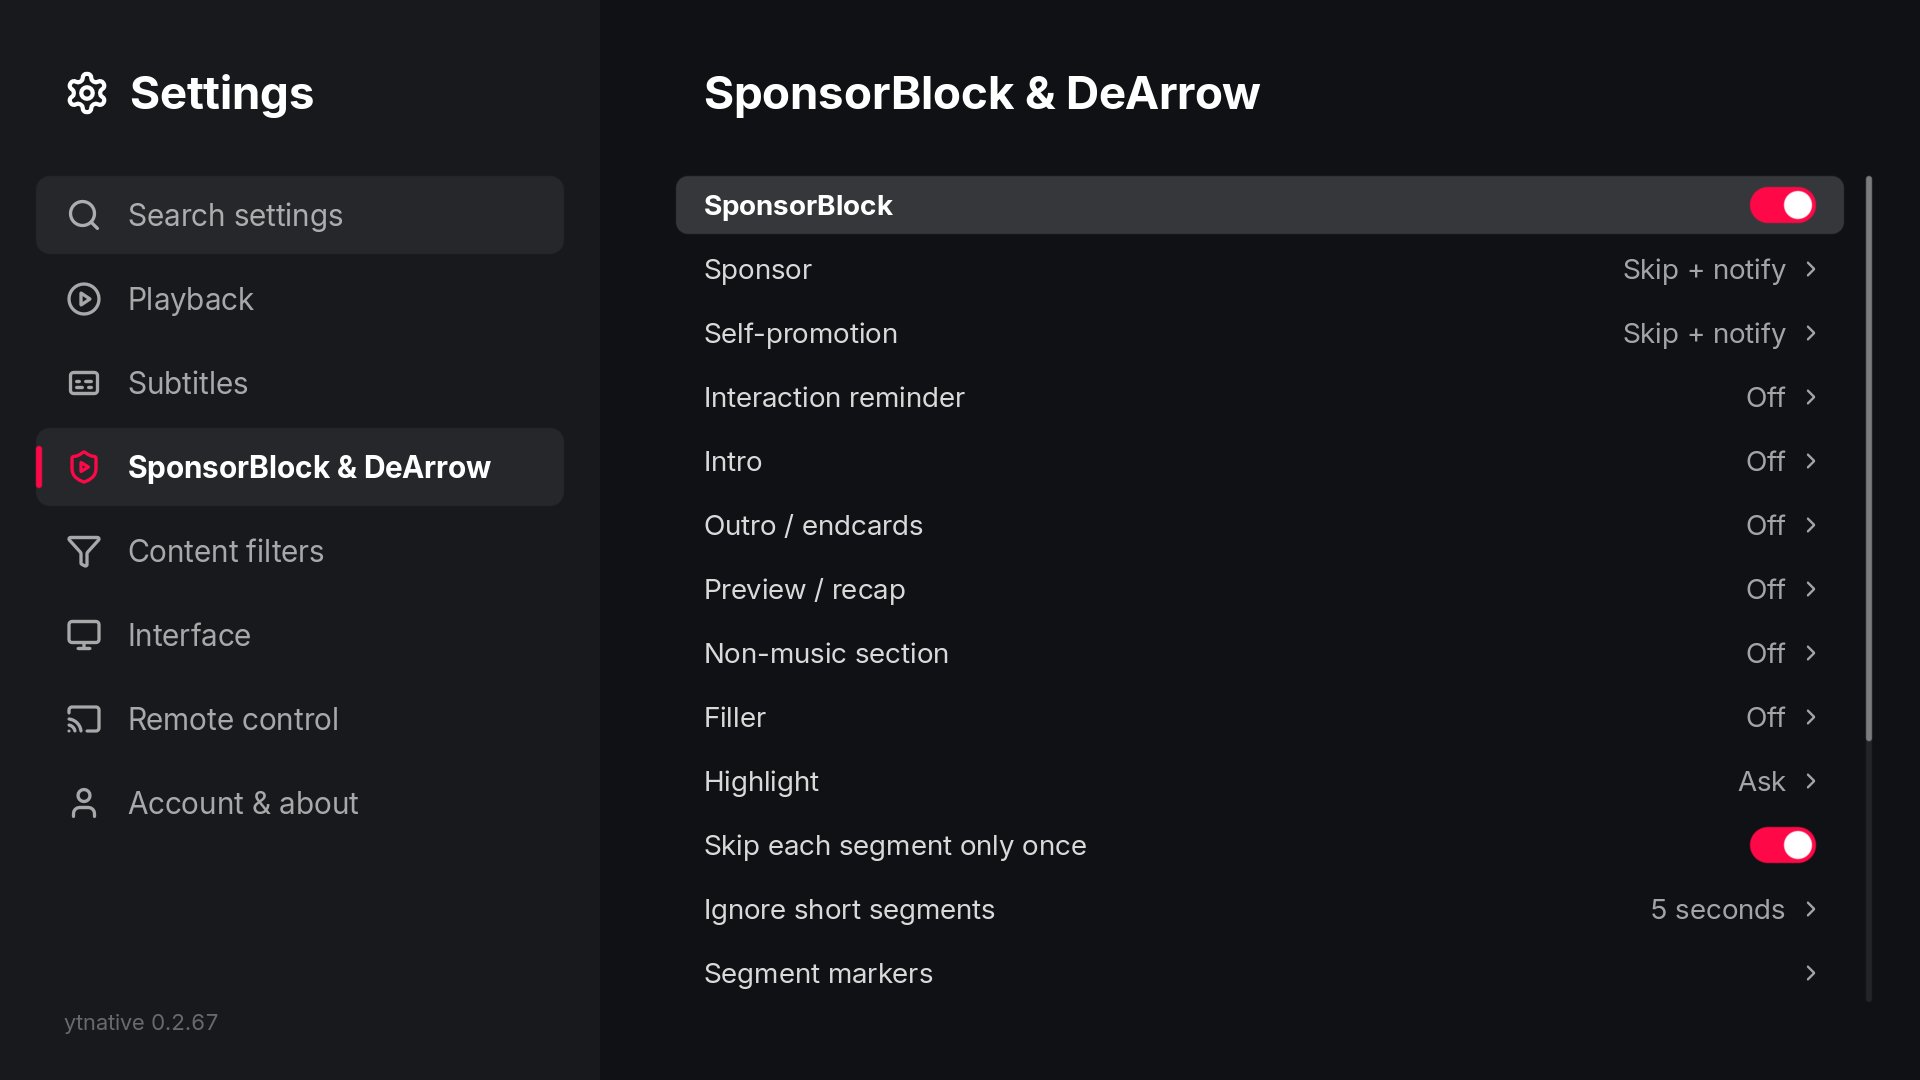 Settings
Search settings
Playback
Subtitles
SponsorBlock & DeArrow
Content filters
Interface
Remote control
Account & about
ytnative 0.2.67
SponsorBlock & DeArrow
SponsorBlock
Sponsor Skip + notify
Self-promotion Skip + notify
Interaction reminder Off
Intro Off
Outro / endcards Off
Preview / recap Off
Non-music section Off
Filler Off
Highlight Ask
Skip each segment only once
Ignore short segments 5 seconds
Segment markers